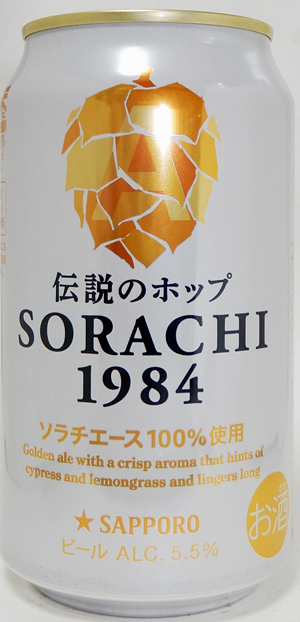 伝説のホップ
SORACHI
1984
ソラチエース100%使用
Golden ale with a crisp aroma that hints of
cypress and lemongrass and lingers long
★ SAPPORO
ビール ALC. 5.5%
お酒